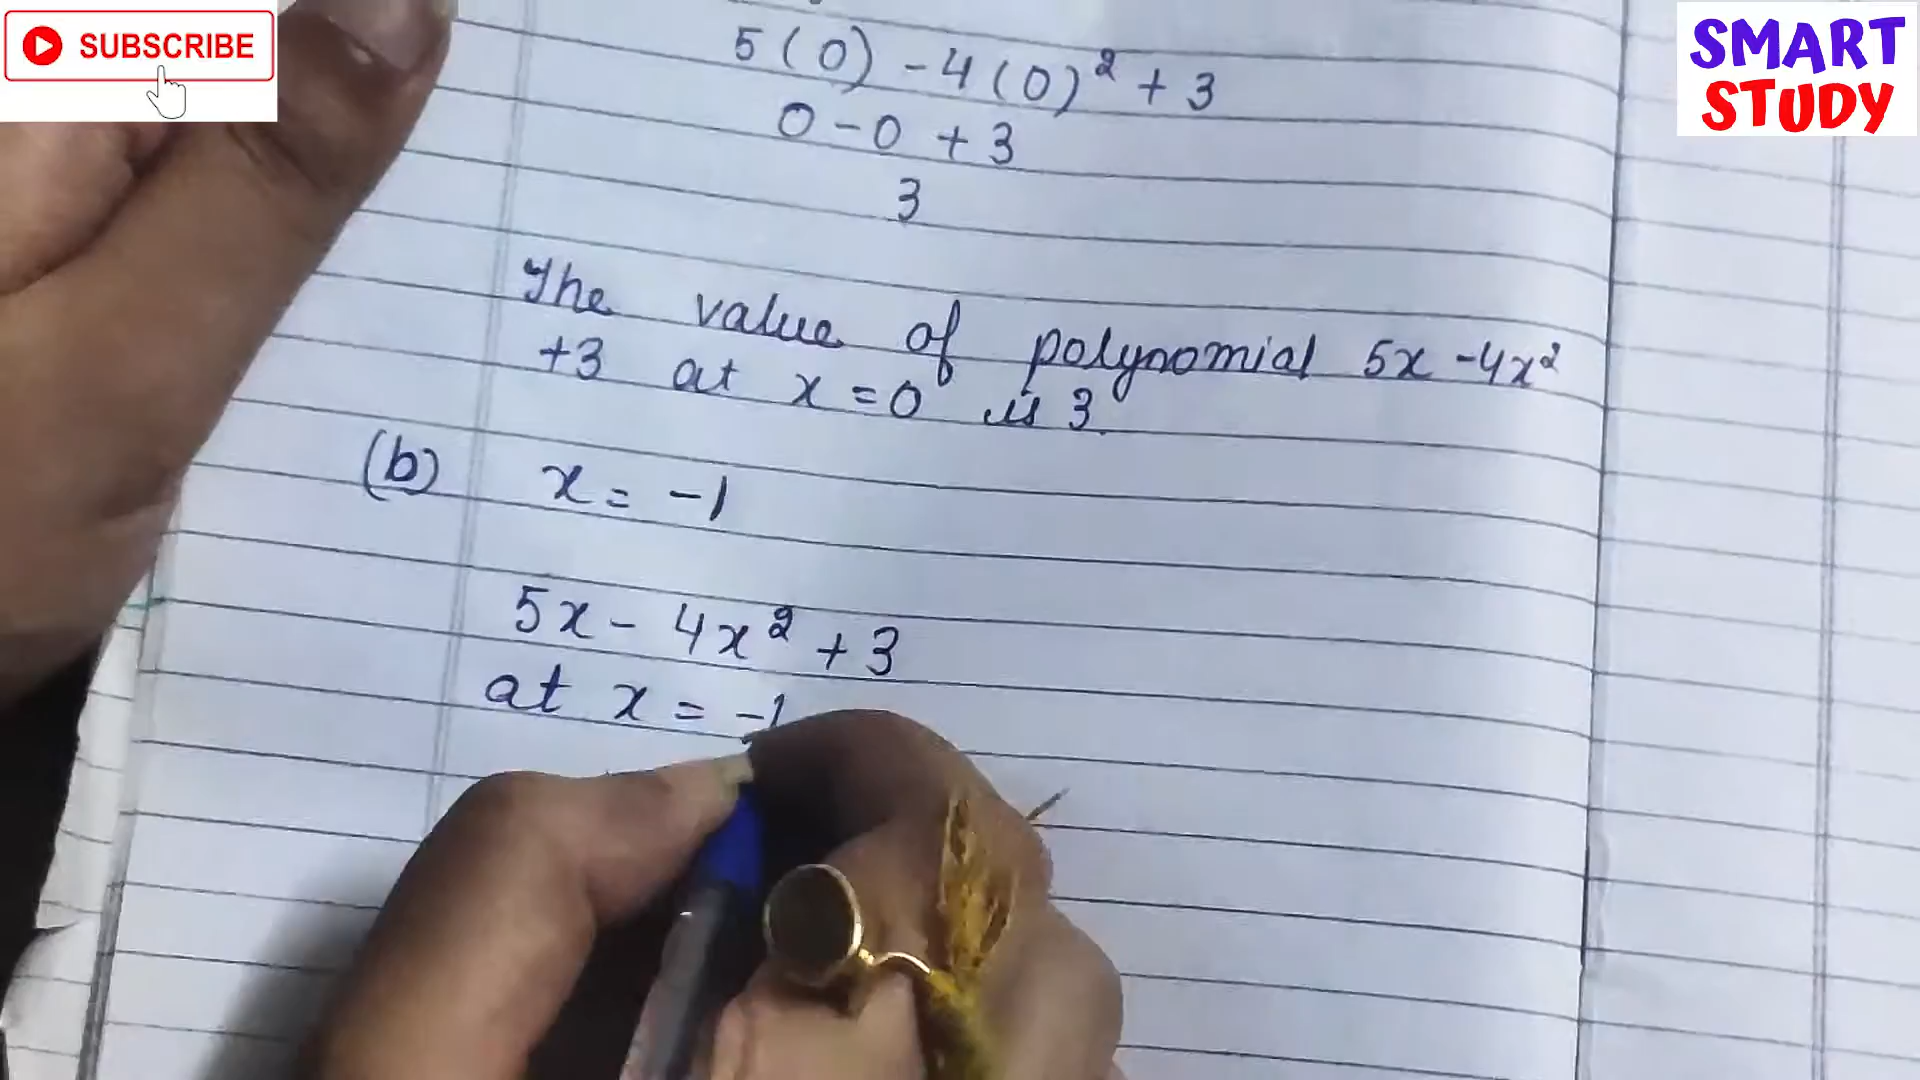 SUBSCRIBE
SMART
STUDY
5(0) - 4(0)² + 3
0 - 0 + 3
3
The value of polynomial 5x - 4x²
+3 at x = 0 is 3.
(b) x = -1
5x - 4x² + 3
at x = -1